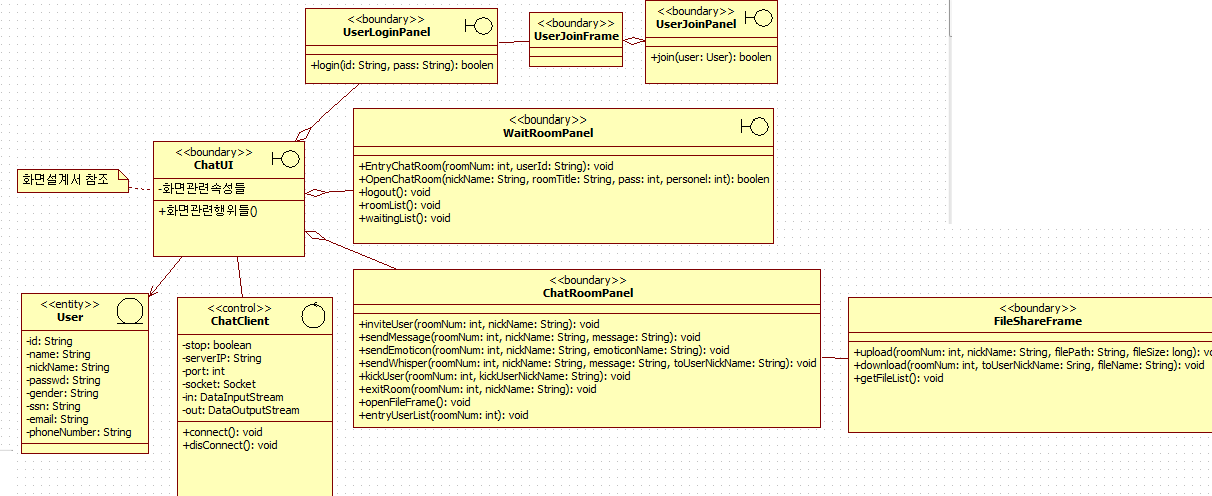 <<boundary>>
UserLoginPanel
+login(id: String, pass: String): boolen
<<boundary>>
UserJoinFrame
<<boundary>>
UserJoinPanel
+join(user: User): boolen
<<boundary>>
WaitRoomPanel
+EntryChatRoom(roomNum: int, userId: String): void
+OpenChatRoom(nickName: String, roomTitle: String, pass: int, personel: int): boolen
+logout(): void
+roomList(): void
+waitingList(): void
화면설계서 참조
<<boundary>>
ChatUI
-화면관련속성들
+화면관련행위들()
<<entity>>
User
-id: String
-name: String
-nickName: String
-passwd: String
-gender: String
-ssn: String
-email: String
-phoneNumber: String
<<control>>
ChatClient
-stop: boolean
-serverIP: String
-port: int
-socket: Socket
-in: DataInputStream
-out: DataOutputStream
+connect(): void
+disConnect(): void
<<boundary>>
ChatRoomPanel
+inviteUser(roomNum: int, nickName: String): void
+sendMessage(roomNum: int, nickName: String, message: String): void
+sendEmoticon(roomNum: int, nickName: String, emoticonName: String): void
+sendWhisper(roomNum: int, nickName: String, message: String, toUserNickName: String): void
+kickUser(roomNum: int, kickUserNickName: String): void
+exitRoom(roomNum: int, nickName: String): void
+openFileFrame(): void
+entryUserList(roomNum: int): void
<<boundary>>
FileShareFrame
+upload(roomNum: int, nickName: String, filePath: String, fileSize: long): vo
+download(roomNum: int, toUserNickName: Sring, fileName: String): void
+getFileList(): void